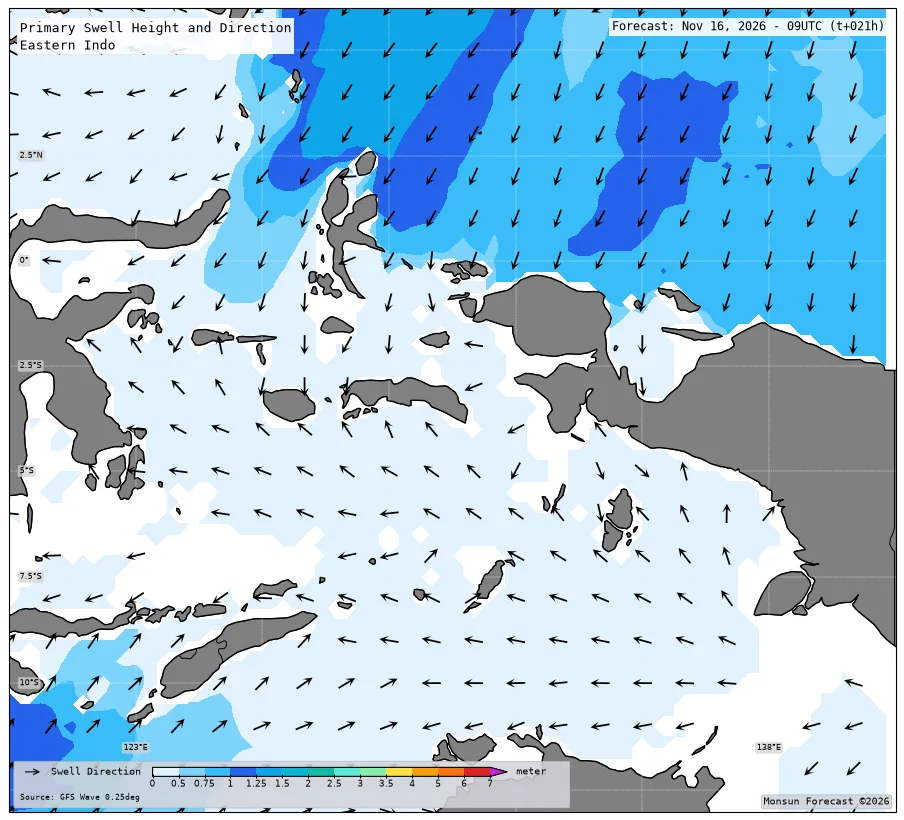 Primary Swell Height and Direction
Eastern Indo
Forecast: Nov 16, 2026 - 09UTC (t+021h)
2.5°N
0°
2.5°S
5°S
7.5°S
10°S
123°E
138°E
Swell Direction
meter
0 0.5 0.75 1 1.25 1.5 2 2.5 3 3.5 4 5 6 7
Source: GFS Wave 0.25deg
Monsun Forecast ©2026